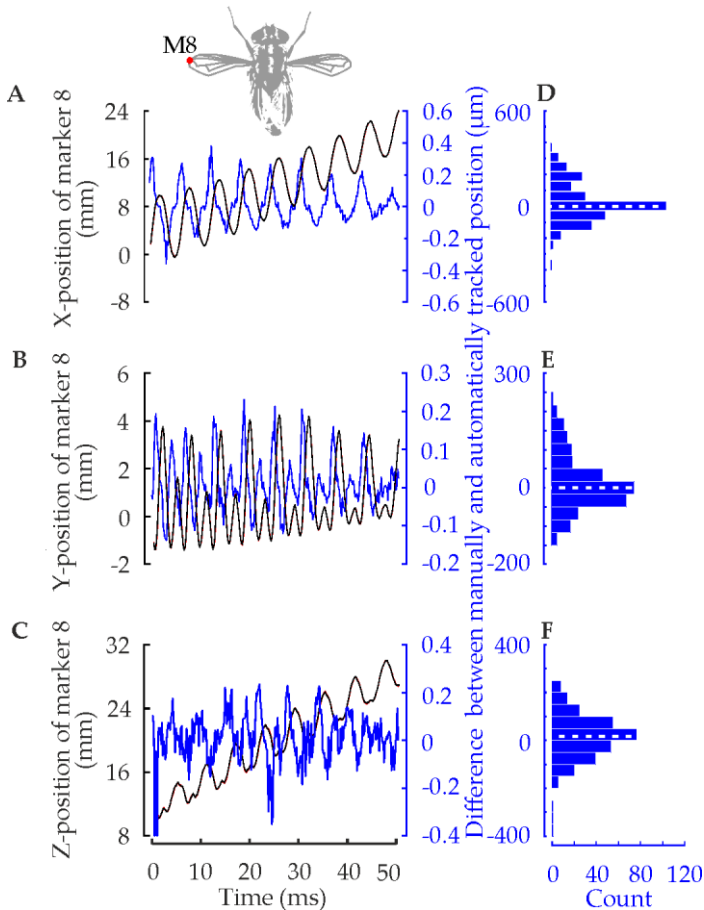 M8
A
D
24
16
8
0
-8
X-position of marker 8
(mm)
0.6
0.4
0.2
0
-0.2
-0.4
-0.6
600
0
-600
B
E
6
4
2
0
-2
Y-position of marker 8
(mm)
0.3
0.2
0.1
0
-0.1
-0.2
300
0
-200
C
F
32
24
16
8
Z-position of marker 8
(mm)
0.4
0.2
0
-0.2
-0.4
400
0
-400
Difference between manually and automatically tracked position (μm)
0 10 20 30 40 50
Time (ms)
0 40 80 120
Count